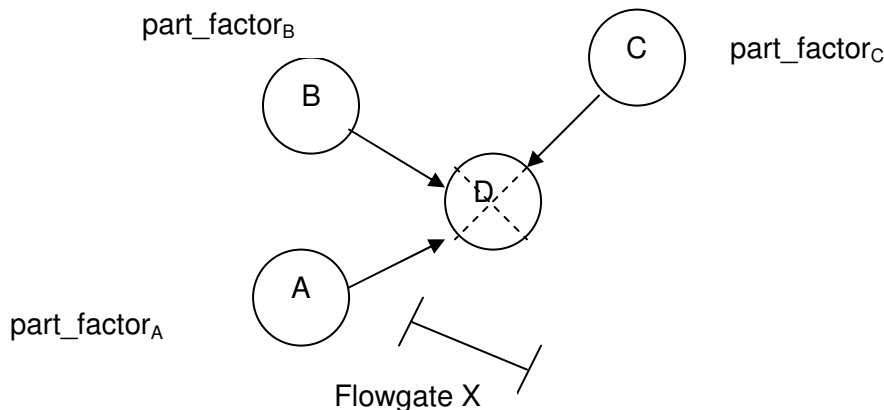 part_factorB
B
C
part_factorC
D
A
part_factorA
Flowgate X